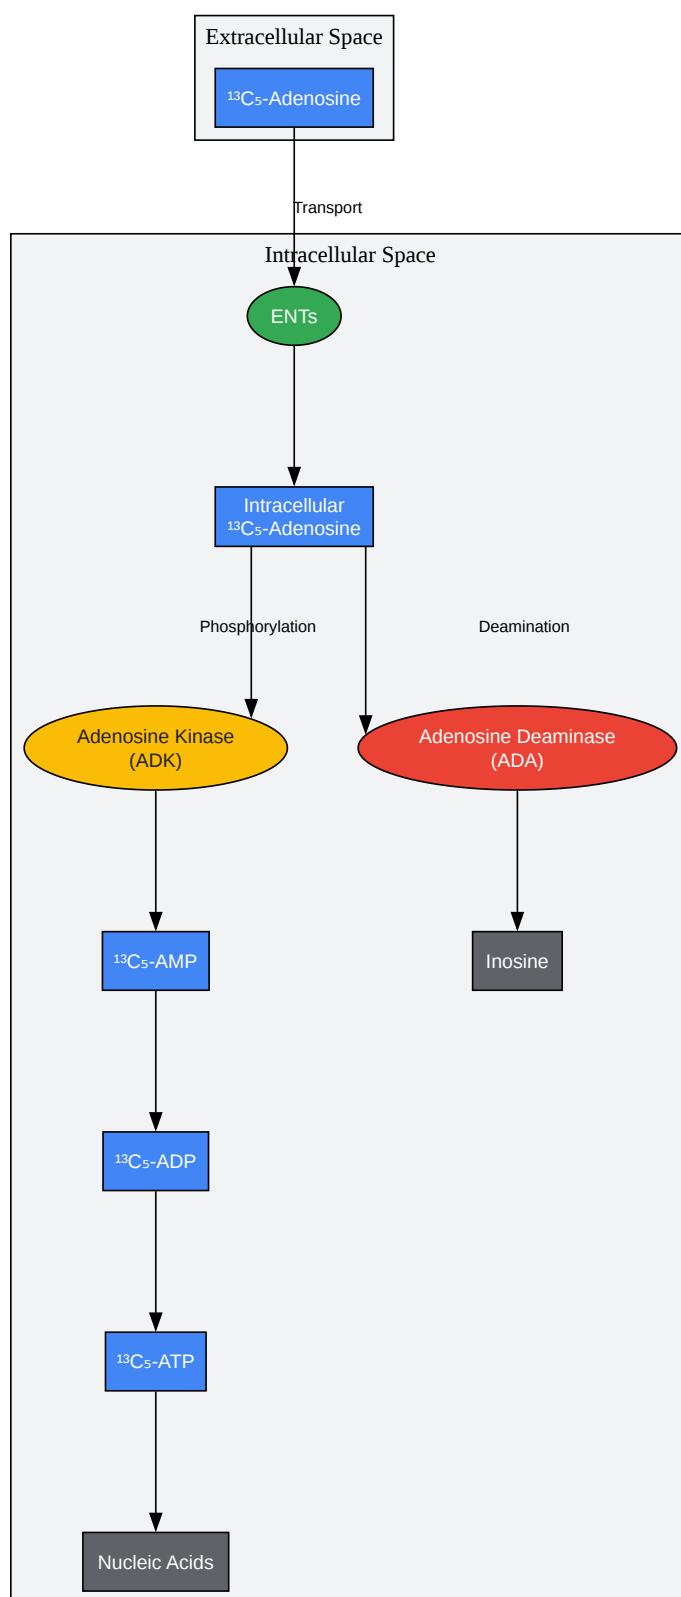 Extracellular Space
¹³C₅-Adenosine
Transport
Intracellular Space
ENTs
Intracellular
¹³C₅-Adenosine
Phosphorylation
Deamination
Adenosine Kinase
(ADK)
Adenosine Deaminase
(ADA)
¹³C₅-AMP
Inosine
¹³C₅-ADP
¹³C₅-ATP
Nucleic Acids